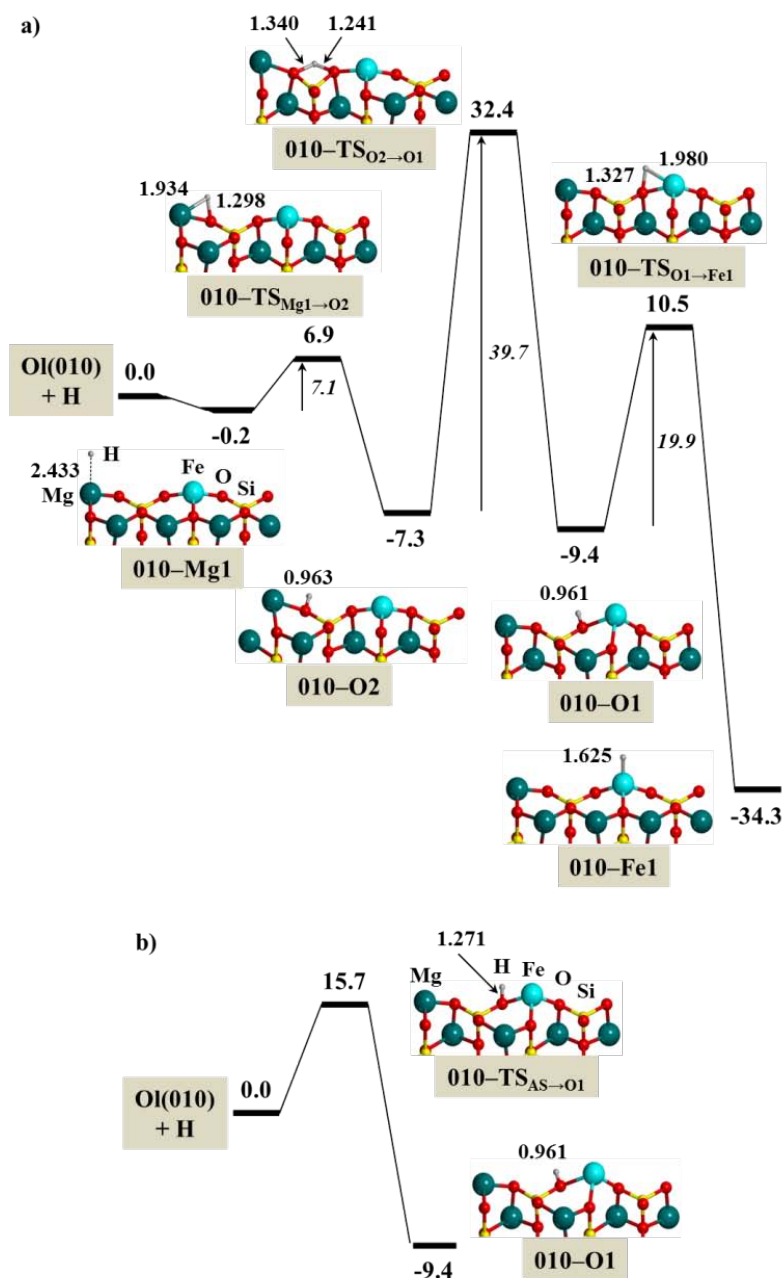 a)
1.340 1.241
32.4
010–TSO2→O1
1.327 1.980
1.934 1.298
010–TSMg1→O2
010–TSO1→Fe1
10.5
6.9
39.7
Ol(010)
+ H
0.0
7.1
19.9
-0.2
H
2.433
Mg
Fe O
Si
-7.3
-9.4
010–Mg1
0.963
0.961
010–O2
010–O1
1.625
-34.3
010–Fe1
b)
1.271
15.7
Mg H Fe O
Si
010–TSAS→O1
0.0
Ol(010)
+ H
0.961
-9.4
010–O1